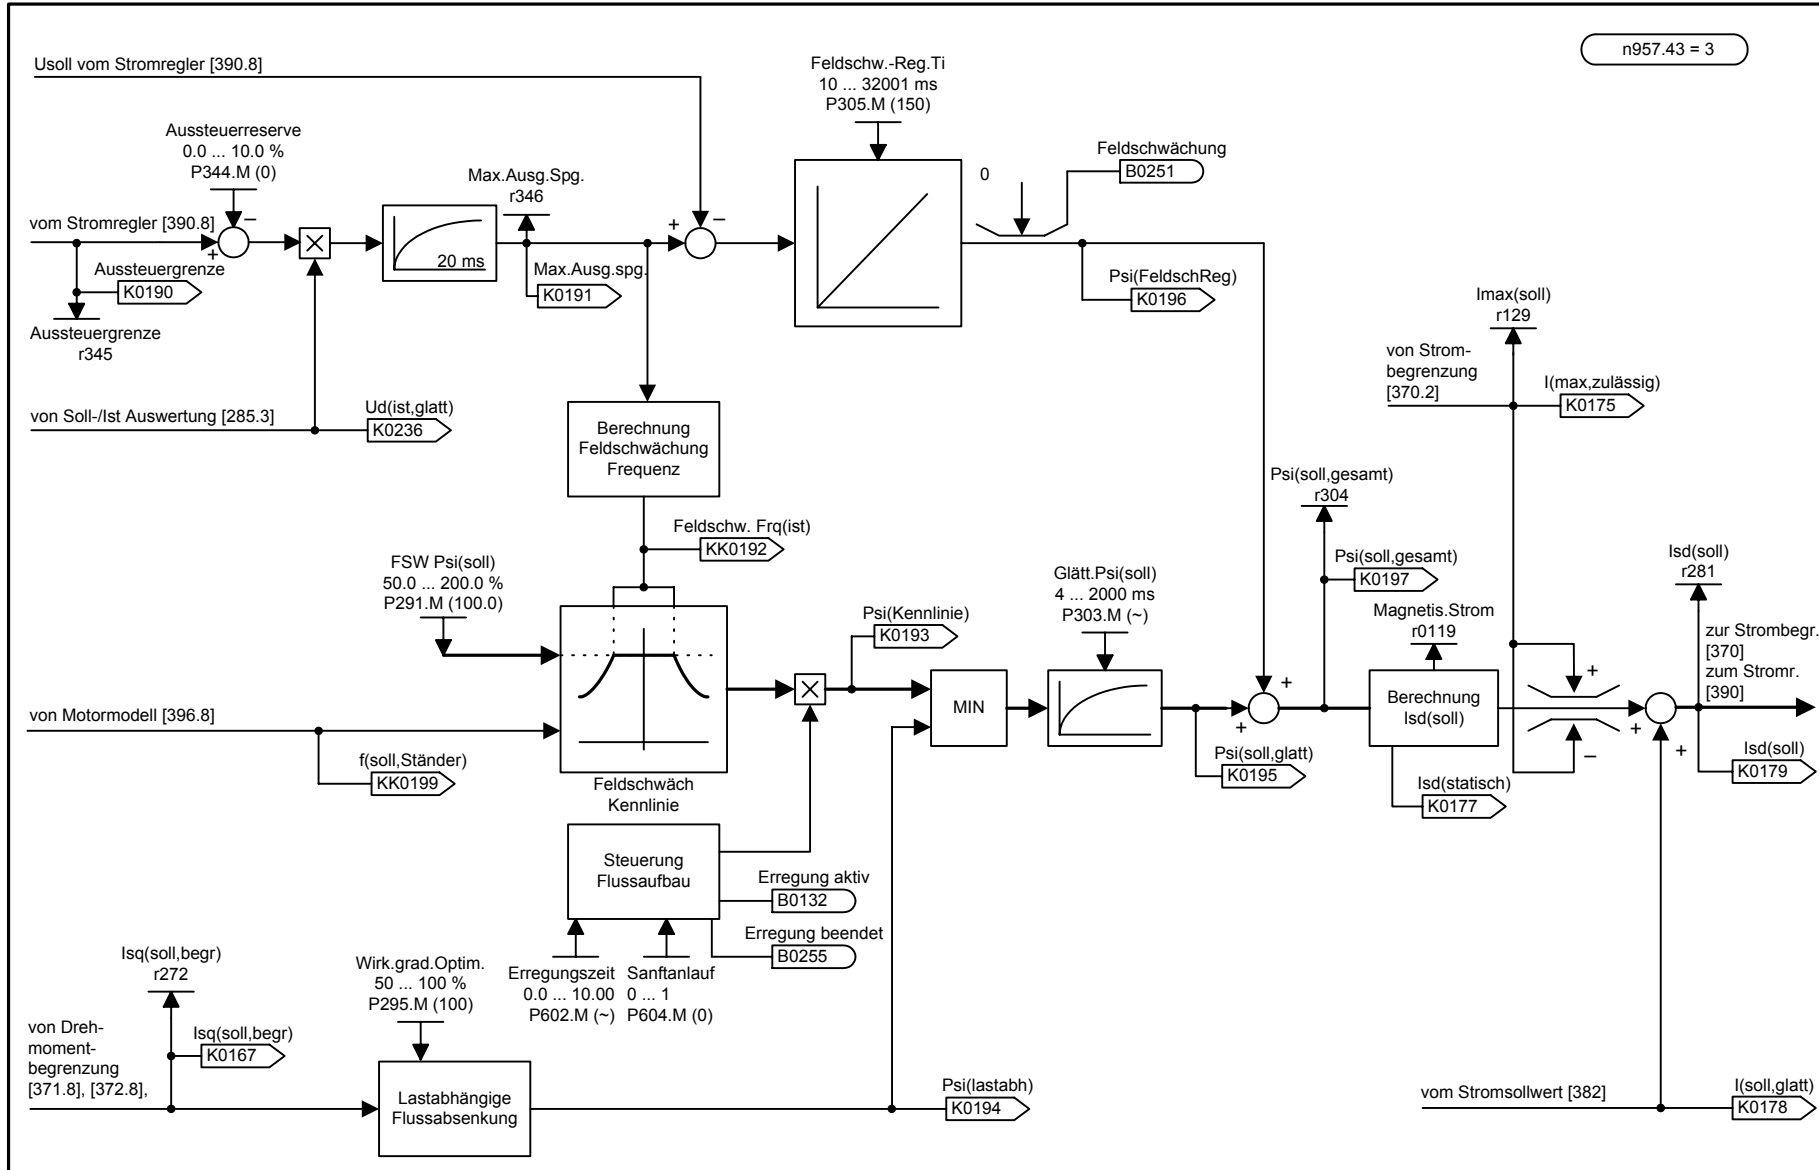 n957.43 = 3
Usoll vom Stromregler [390.8]
Feldschw.-Reg.Ti
10 ... 32001 ms
P305.M (150)
Aussteuerreserve
0.0 ... 10.0 %
P344.M (0)
Max.Ausg.Spg.
r346
0
Feldschwächung
B0251
vom Stromregler [390.8]
+
–
20 ms
+
–
Aussteuergrenze
K0190
Max.Ausg.spg.
K0191
Psi(FeldschReg)
K0196
Aussteuergrenze
r345
Imax(soll)
r129
von Strom-
begrenzung
[370.2]
I(max,zulässig)
K0175
von Soll-/Ist Auswertung [285.3]
Ud(ist,glatt)
K0236
Berechnung
Feldschwächung
Frequenz
Psi(soll,gesamt)
r304
Feldschw. Frq(ist)
KK0192
FSW Psi(soll)
50.0 ... 200.0 %
P291.M (100.0)
Glätt.Psi(soll)
4 ... 2000 ms
P303.M (~)
Psi(soll,gesamt)
K0197
Isd(soll)
r281
Psi(Kennlinie)
K0193
Magnetis.Strom
r0119
zur Strombegr.
[370]
zum Stromr.
[390]
von Motormodell [396.8]
MIN
+
+
Berechnung
Isd(soll)
+
–
+
+
f(soll,Ständer)
KK0199
Feldschwäch
Kennlinie
Psi(soll,glatt)
K0195
Isd(statisch)
K0177
Isd(soll)
K0179
Steuerung
Flussaufbau
Erregung aktiv
B0132
Erregung beendet
B0255
Erregungszeit
0.0 ... 10.00
P602.M (~)
Sanftanlauf
0 ... 1
P604.M (0)
Isq(soll,begr)
r272
Wirk.grad.Optim.
50 ... 100 %
P295.M (100)
von Dreh-
moment-
begrenzung
[371.8], [372.8],
Isq(soll,begr)
K0167
Lastabhängige
Flussabsenkung
Psi(lastabh)
K0194
vom Stromsollwert [382]
I(soll,glatt)
K0178